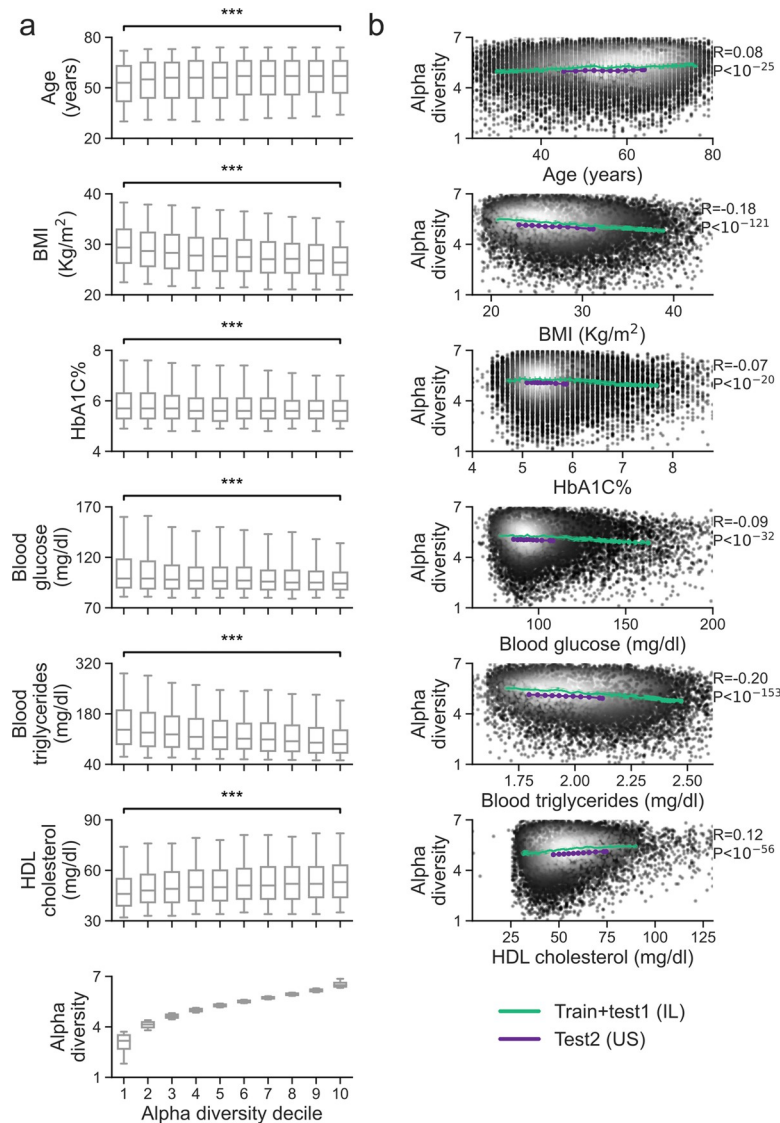 a
***
80
50
20
Age
(years)
***
40
30
20
BMI
(Kg/m²)
***
8
6
4
HbA1C%
***
170
120
70
Blood
glucose
(mg/dl)
***
320
180
40
Blood
triglycerides
(mg/dl)
***
90
60
30
HDL
cholesterol
(mg/dl)
7
4
1
Alpha
diversity
1 2 3 4 5 6 7 8 9 10
Alpha diversity decile
b
7
4
1
Alpha
diversity
R=0.08
P<10⁻²⁵
40 60 80
Age (years)
7
4
1
Alpha
diversity
R=-0.18
P<10⁻¹²¹
20 30 40
BMI (Kg/m²)
7
4
1
Alpha
diversity
R=-0.07
P<10⁻²⁰
4 5 6 7 8
HbA1C%
7
4
1
Alpha
diversity
R=-0.09
P<10⁻³²
100 150 200
Blood glucose (mg/dl)
7
4
1
Alpha
diversity
R=-0.20
P<10⁻¹⁵³
1.75 2.00 2.25 2.50
Blood triglycerides (mg/dl)
7
4
1
Alpha
diversity
R=0.12
P<10⁻⁵⁶
25 50 75 100 125
HDL cholesterol (mg/dl)
Train+test1 (IL)
Test2 (US)